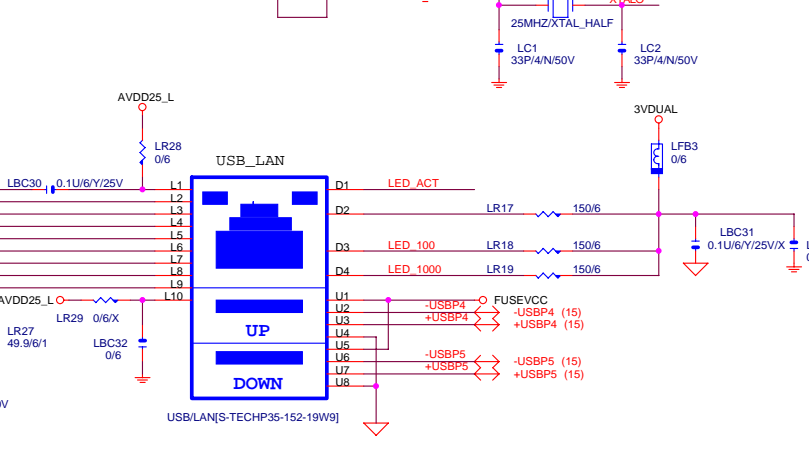 XTALO
25MHZ/XTAL_HALF
LC1
33P/4/N/50V
LC2
33P/4/N/50V
AVDD25_L
3VDUAL
LR28
0/6
LFB3
0/6
USB_LAN
LBC30
0.1U/6/Y/25V
L1
L2
L3
L4
L5
L6
L7
L8
L9
L10
D1
LED_ACT
D2
LR17
150/6
D3
LED_100
LR18
150/6
D4
LED_1000
LR19
150/6
LBC31
0.1U/6/Y/25V/X
AVDD25_L
LR29
0/6/X
LR27
49.9/6/1
LBC32
0/6
UP
DOWN
U1
U2
U3
U4
U5
U6
U7
U8
FUSEVCC
-USBP4
+USBP4
-USBP4 (15)
+USBP4 (15)
-USBP5
+USBP5
-USBP5 (15)
+USBP5 (15)
USB/LAN[S-TECHP35-152-19W9]